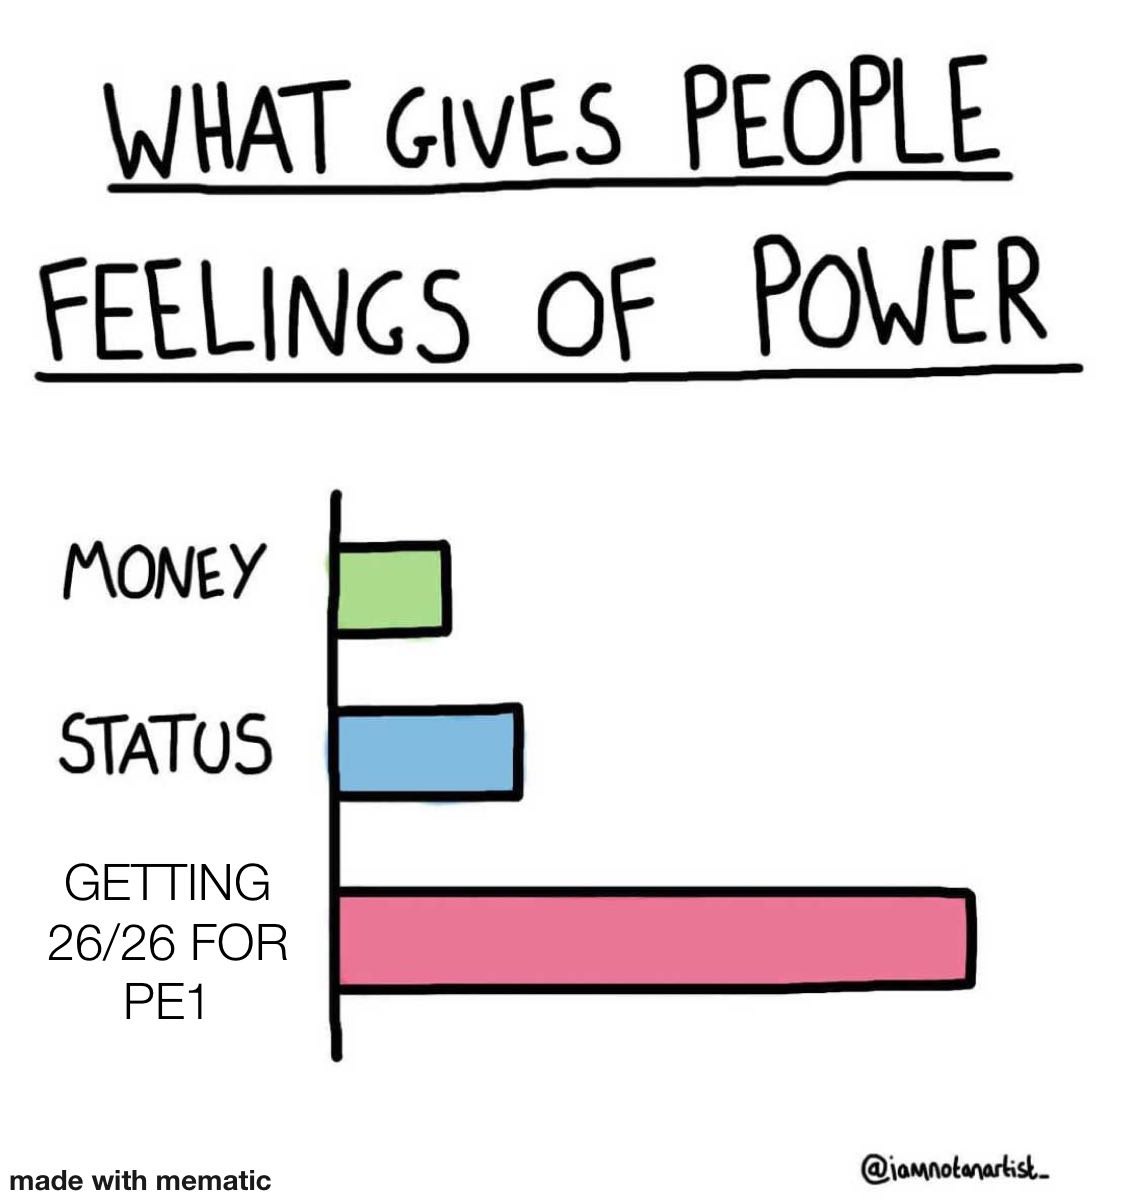 WHAT GIVES PEOPLE
FEELINGS OF POWER
MONEY
STATUS
GETTING
26/26 FOR
PE1
@iamnotanartist_
made with mematic